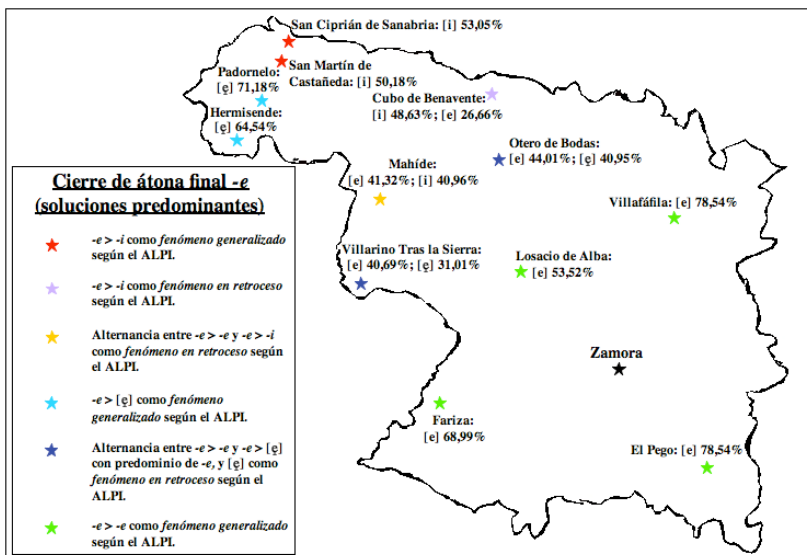 San Ciprián de Sanabria: [i] 53,05%
San Martín de
Castañeda: [i] 50,18%
Padornelo:
[ę] 71,18%
Hermisende:
[ę] 64,54%
Cubo de Benavente:
[i] 48,63%; [e] 26,66%
Otero de Bodas:
[e] 44,01%; [ę] 40,95%
Mahíde:
[e] 41,32%; [i] 40,96%
Villafáfila: [e] 78,54%
Villarino Tras la Sierra:
[e] 40,69%; [ę] 31,01%
Losacio de Alba:
[e] 53,52%
Zamora
Fariza:
[e] 68,99%
El Pego: [e] 78,54%
Cierre de átona final -e
(soluciones predominantes)
-e > -i como fenómeno generalizado
según el ALPI.
-e > -i como fenómeno en retroceso
según el ALPI.
Alternancia entre -e > -e y -e > -i
como fenómeno en retroceso según
el ALPI.
-e > [ę] como fenómeno
generalizado según el ALPI.
Alternancia entre -e > -e y -e > [ę]
con predominio de -e, y [ę] como
fenómeno en retroceso según el
ALPI.
-e > -e como fenómeno generalizado
según el ALPI.